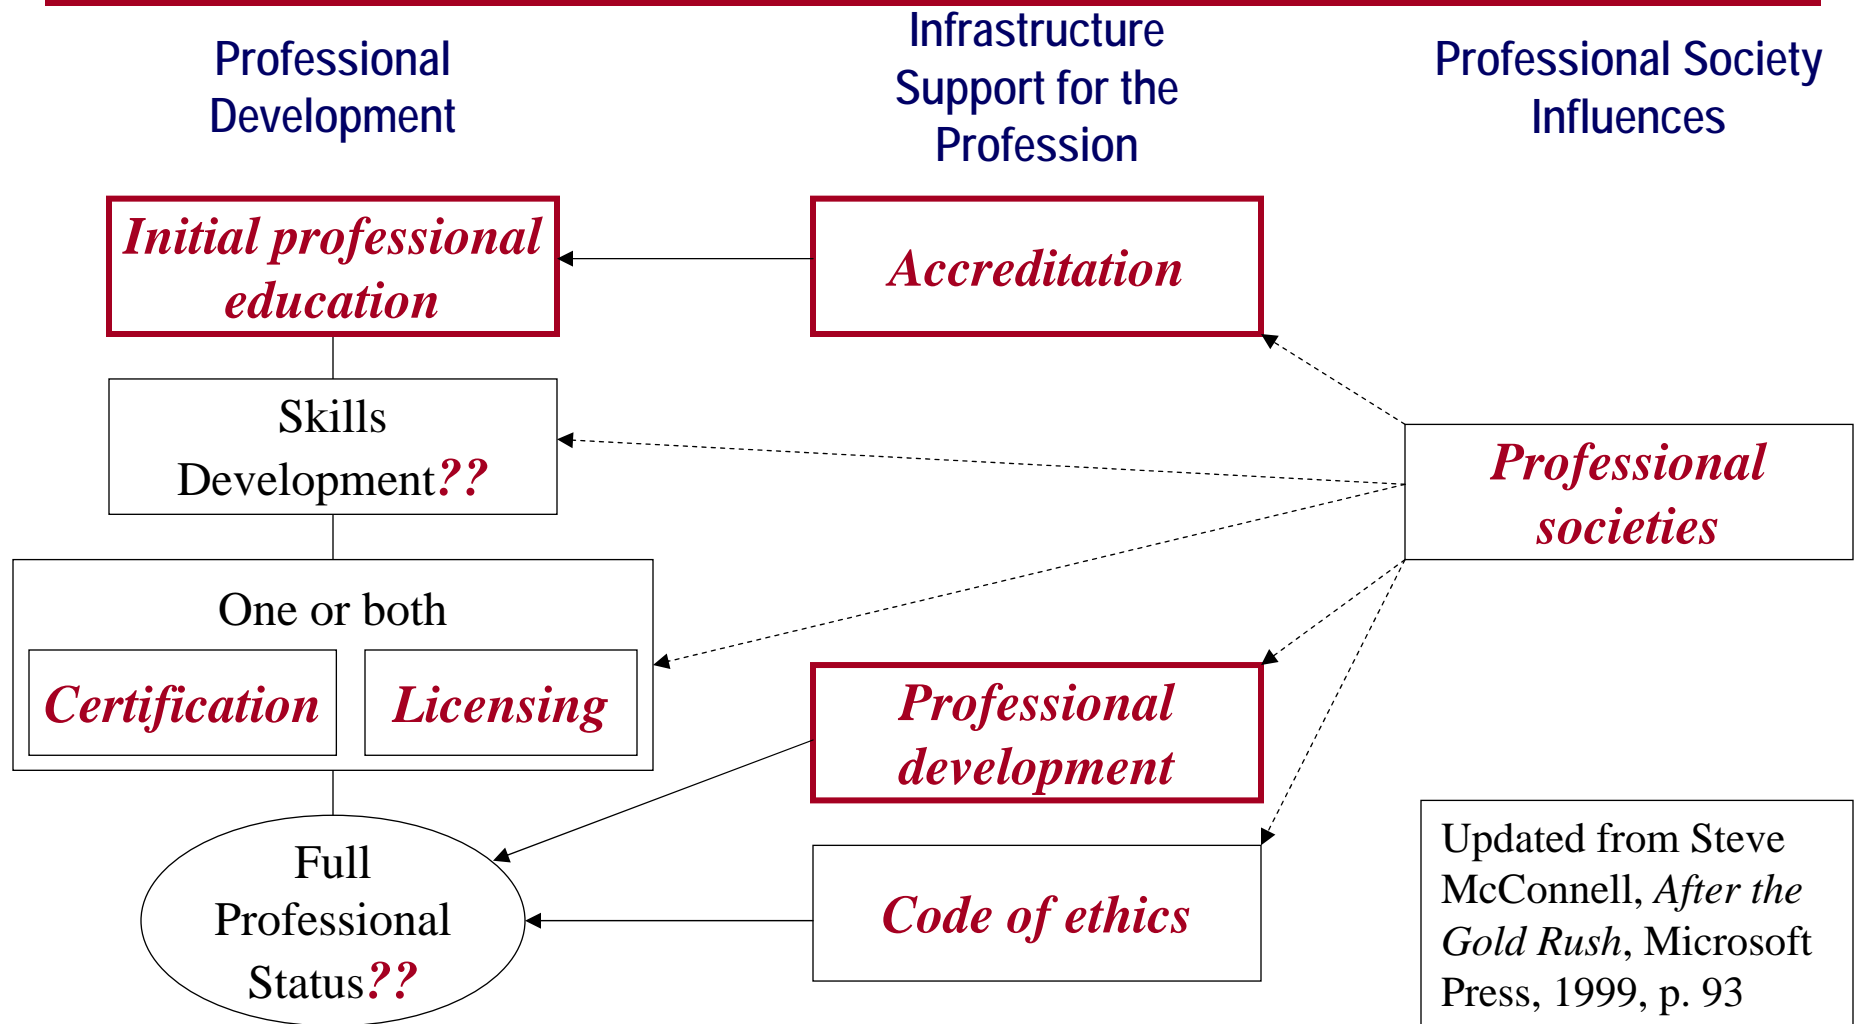 Professional
Development
Infrastructure
Support for the
Profession
Professional Society
Influences
Initial professional
education
Accreditation
Skills
Development??
Professional
societies
One or both
Certification
Licensing
Professional
development
Full
Professional
Status??
Code of ethics
Updated from Steve
McConnell, After the
Gold Rush, Microsoft
Press, 1999, p. 93